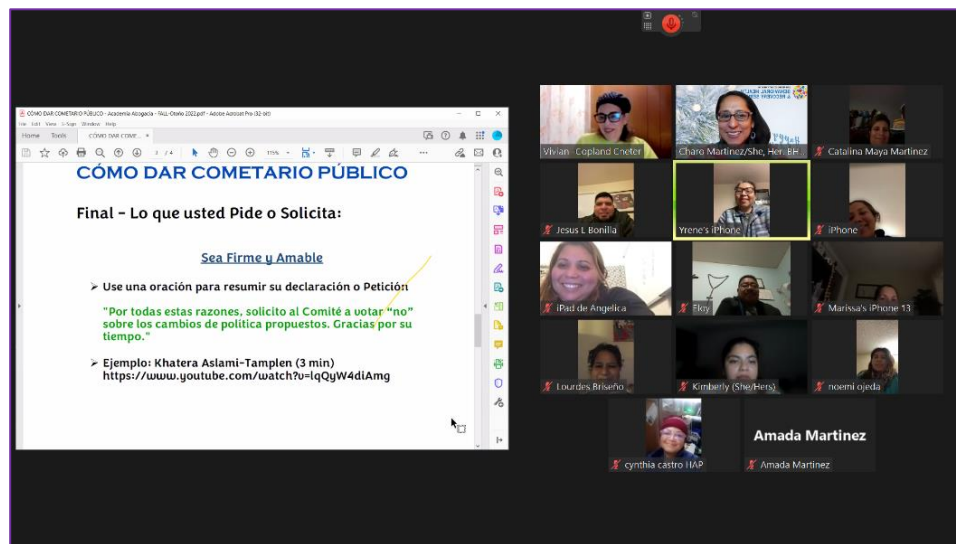 CÓMO DAR COMETARIO PÚBLICO - Academia Abogacia - FALL-Otoño 2022.pdf - Adobe Acrobat Pro (32-bit)
File Edit View E-Sign Window Help
Home Tools CÓMO DAR COME... ×
3 / 4 115%
CÓMO DAR COMETARIO PÚBLICO
Final – Lo que usted Pide o Solicita:
Sea Firme y Amable
➢ Use una oración para resumir su declaración o Petición
"Por todas estas razones, solicito al Comité a votar “no”
sobre los cambios de política propuestos. Gracias por su
tiempo."
➢ Ejemplo: Khatera Aslami-Tamplen (3 min)
https://www.youtube.com/watch?v=lqQyW4diAmg
Vivian - Copland Cneter
Charo Martinez/She, Her. BH...
Catalina Maya Martinez
Jesus L Bonilla
Yrene's iPhone
iPhone
iPad de Angelica
Eloy
Marissa's iPhone 13
Lourdes Briseño
Kimberly (She/Hers)
noemi ojeda
cynthia castro HAP
Amada Martinez
Amada Martinez